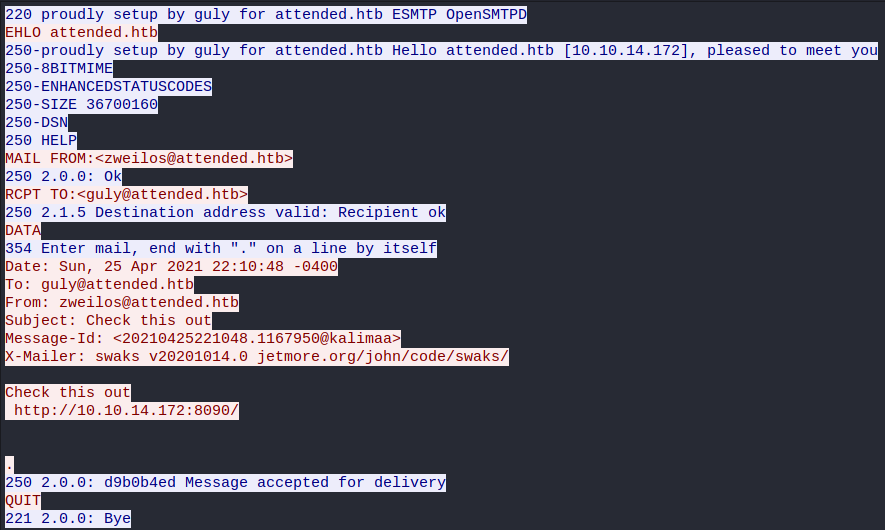 220 proudly setup by guly for attended.htb ESMTP OpenSMTPD
EHLO attended.htb
250-proudly setup by guly for attended.htb Hello attended.htb [10.10.14.172], pleased to meet you
250-8BITMIME
250-ENHANCEDSTATUSCODES
250-SIZE 36700160
250-DSN
250 HELP
MAIL FROM:<zweilos@attended.htb>
250 2.0.0: Ok
RCPT TO:<guly@attended.htb>
250 2.1.5 Destination address valid: Recipient ok
DATA
354 Enter mail, end with "." on a line by itself
Date: Sun, 25 Apr 2021 22:10:48 -0400
To: guly@attended.htb
From: zweilos@attended.htb
Subject: Check this out
Message-Id: <20210425221048.1167950@kalimaa>
X-Mailer: swaks v20201014.0 jetmore.org/john/code/swaks/

Check this out
 http://10.10.14.172:8090/


.
250 2.0.0: d9b0b4ed Message accepted for delivery
QUIT
221 2.0.0: Bye